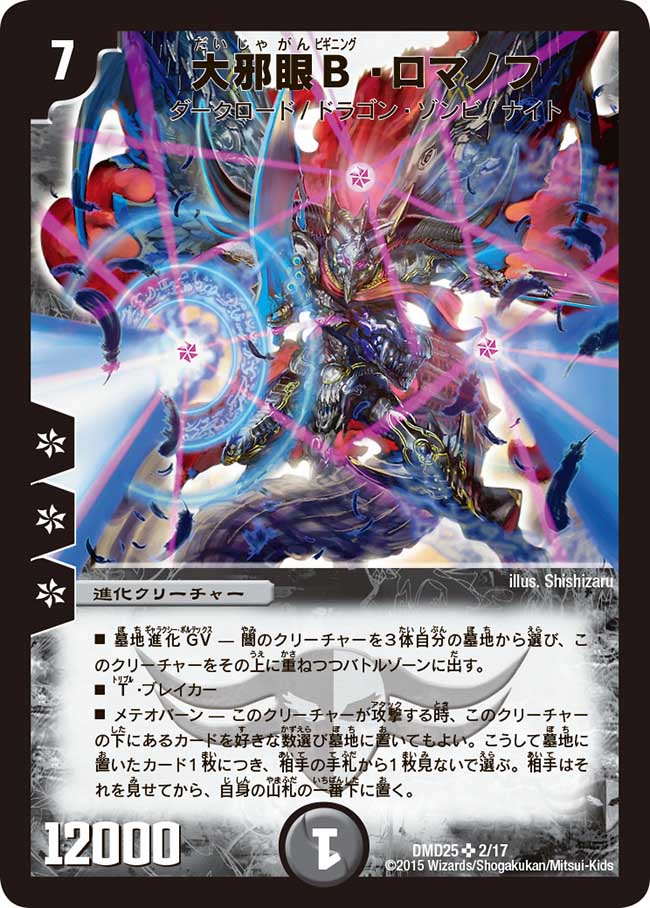 7
だいじゃがん ビギニング
大邪眼B・ロマノフ
ダークロード/ドラゴン・ゾンビ/ナイト
illus. Shishizaru
進化クリーチャー
■ 墓地進化GV — 闇のクリーチャーを3体自分の墓地から選び、こ
のクリーチャーをその上に重ねつつバトルゾーンに出す。
■ T・ブレイカー
■ メテオバーン — このクリーチャーが攻撃する時、このクリーチャー
の下にあるカードを好きな数選び墓地に置いてもよい。こうして墓地に
置いたカード1枚につき、相手の手札から1枚見ないで選ぶ。相手はそ
れを見せてから、自身の山札の一番下に置く。
12000
T
DMD25 2/17
©2015 Wizards/Shogakukan/Mitsui-Kids